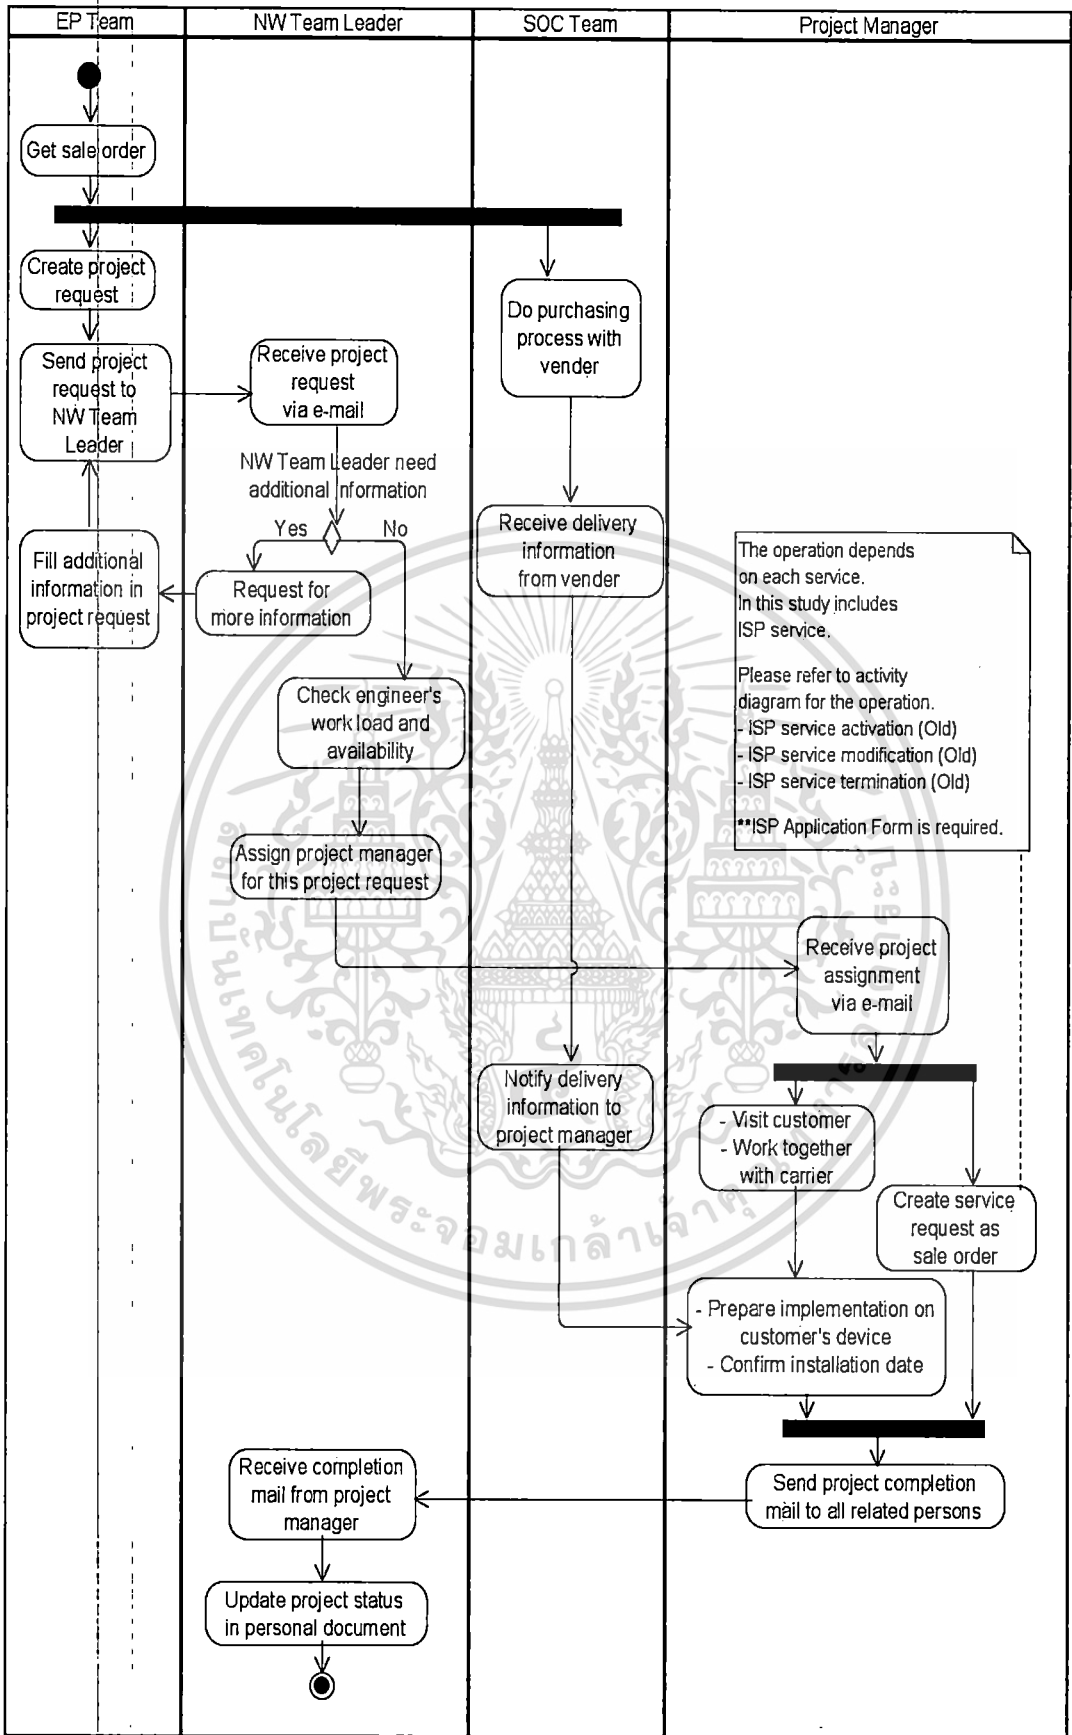 EP Team
NW Team Leader
SOC Team
Project Manager
Get sale order
Create project
request
Send project
request to
NW Team
Leader
Receive project
request
via e-mail
Do purchasing
process with
vender
NW Team Leader need
additional information
Yes
No
Fill additional
information in
project request
Request for
more information
Receive delivery
information
from vender
The operation depends
on each service.
In this study includes
ISP service.
Please refer to activity
diagram for the operation.
- ISP service activation (Old)
- ISP service modification (Old)
- ISP service termination (Old)
**ISP Application Form is required.
Check engineer's
work load and
availability
Assign project manager
for this project request
Receive project
assignment
via e-mail
Notify delivery
information to
project manager
- Visit customer
- Work together
with carrier
Create service
request as
sale order
- Prepare implementation on
customer's device
- Confirm installation date
Receive completion
mail from project
manager
Send project completion
mail to all related persons
Update project status
in personal document